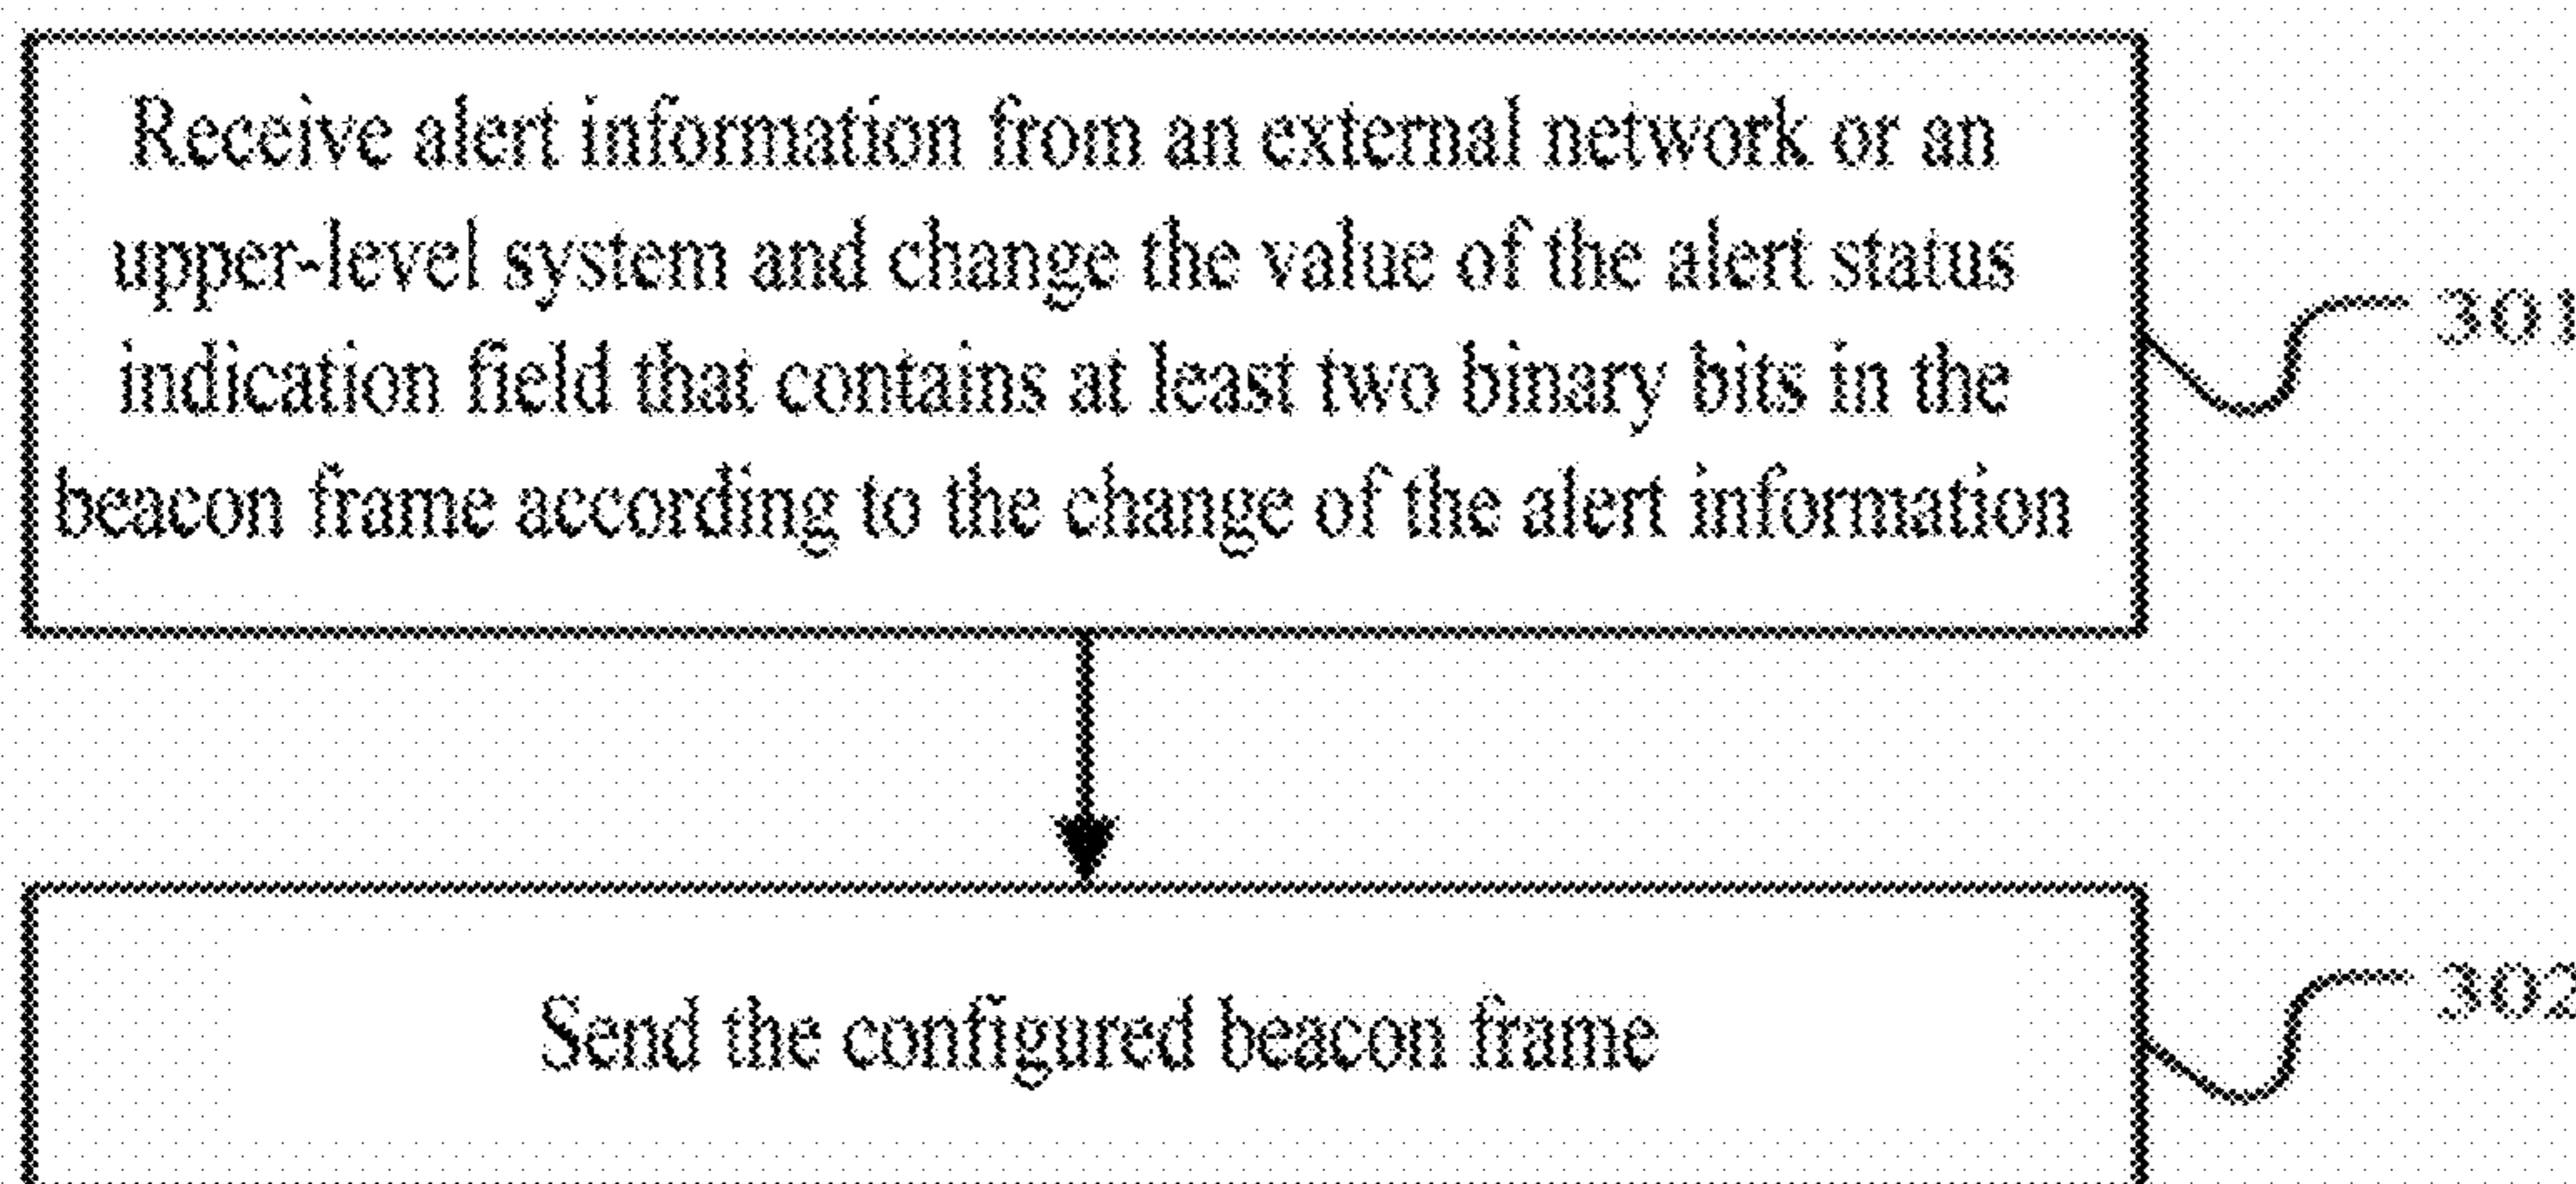 Receive alert information from an external network or an
upper-level system and change the value of the alert status
indication field that contains at least two binary bits in the
beacon frame according to the change of the alert information
301
Send the configured beacon frame
302